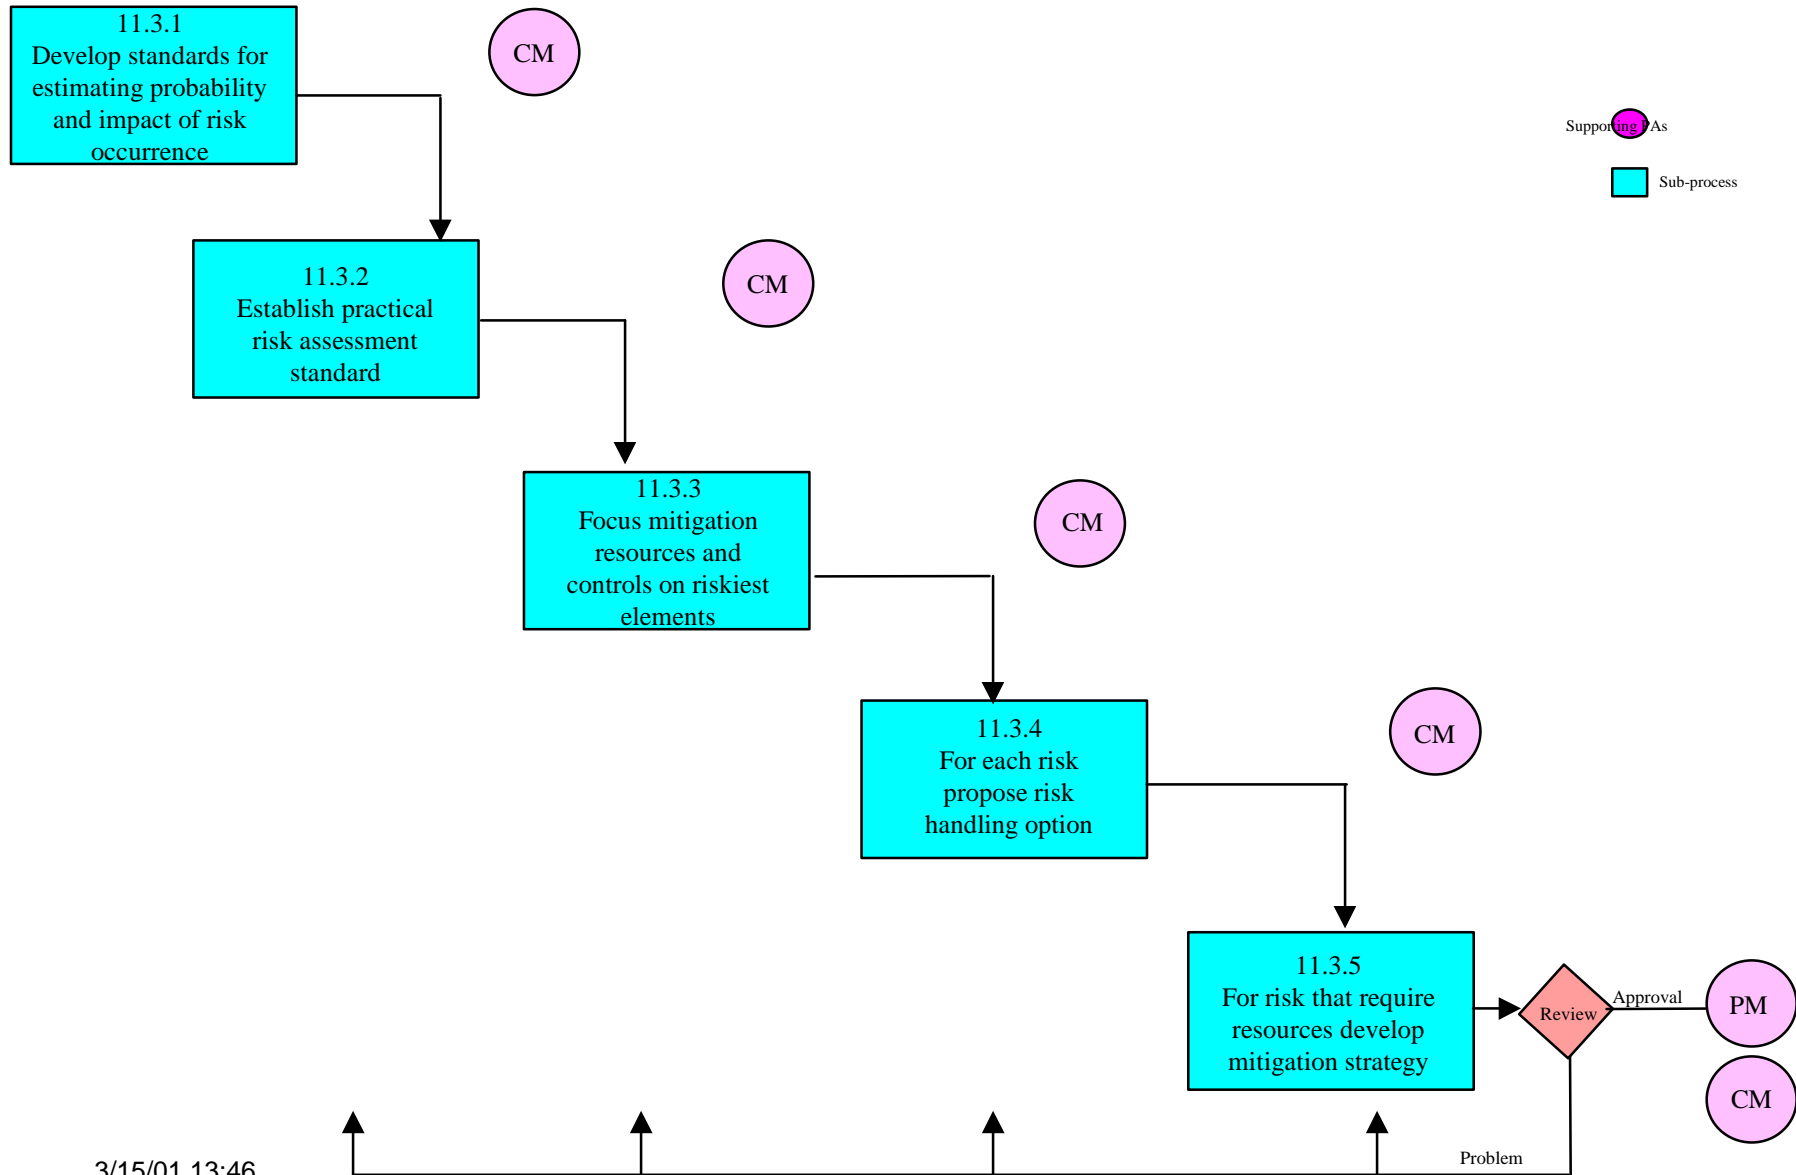 11.3.1
Develop standards for
estimating probability
and impact of risk
occurrence
CM
Supporting PAs
Sub-process
11.3.2
Establish practical
risk assessment
standard
CM
11.3.3
Focus mitigation
resources and
controls on riskiest
elements
CM
11.3.4
For each risk
propose risk
handling option
CM
11.3.5
For risk that require
resources develop
mitigation strategy
Review
Approval
PM
CM
Problem
3/15/01 13:46